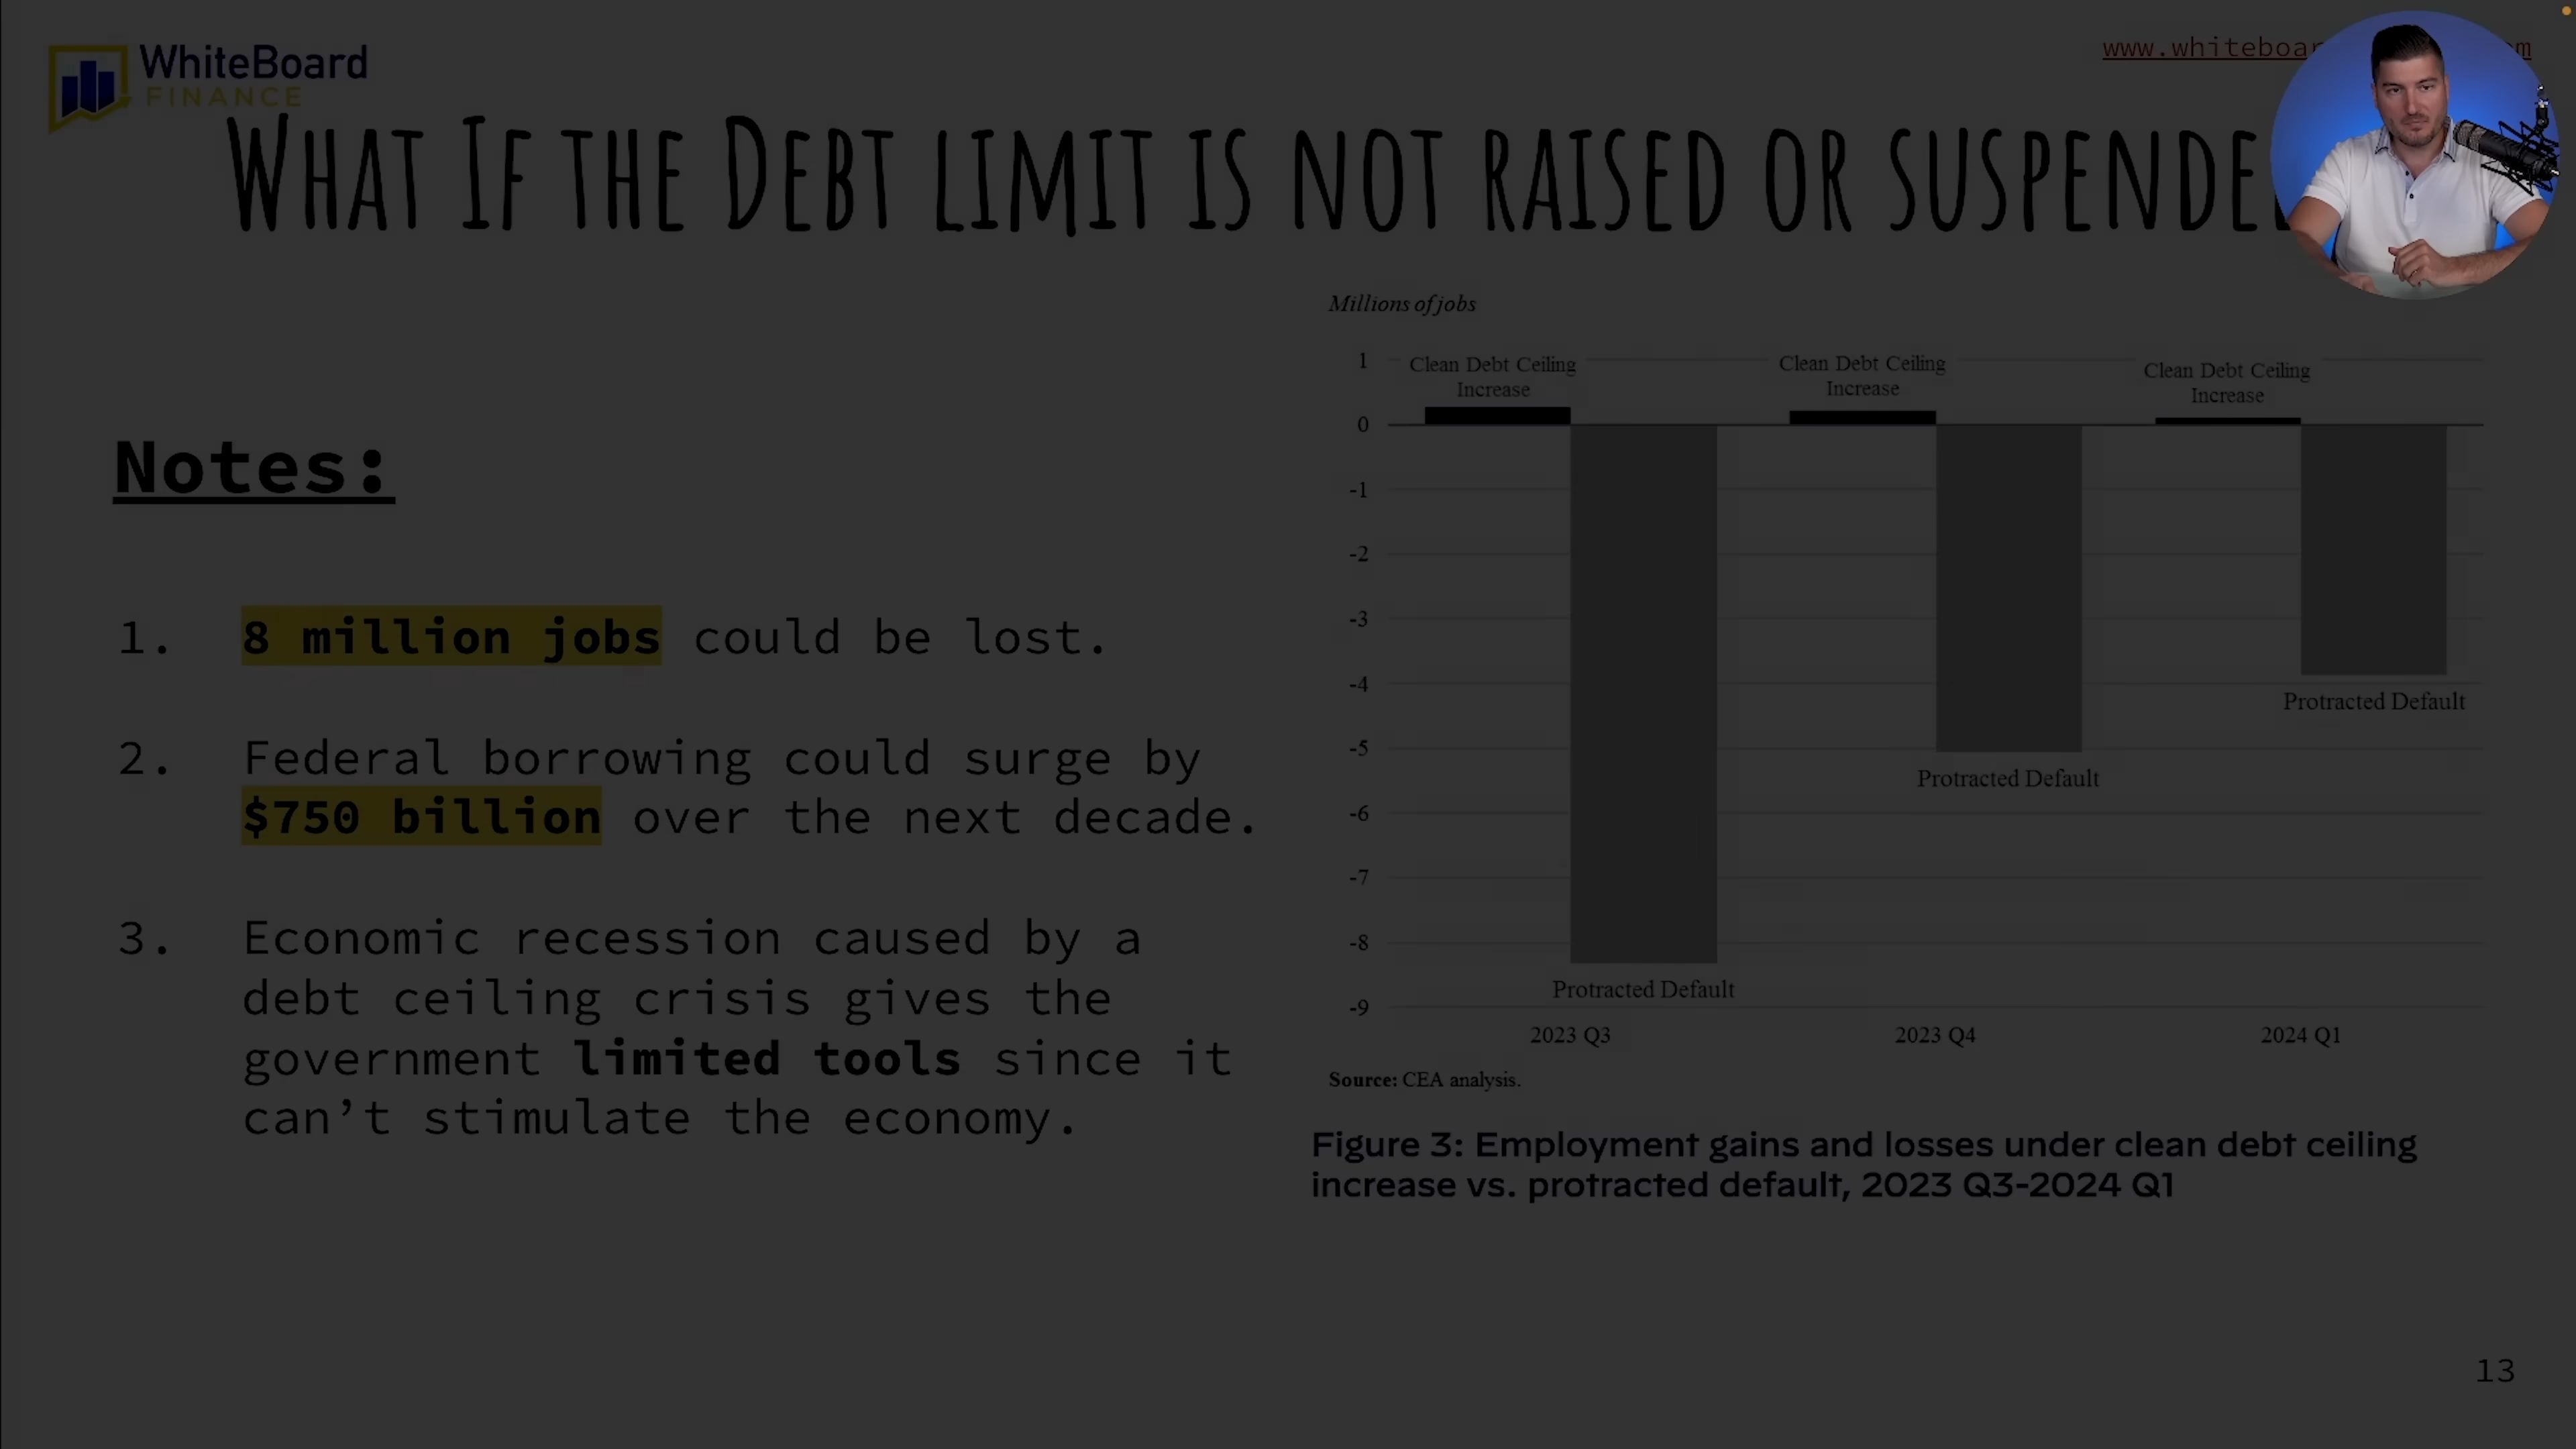 WhiteBoard
FINANCE
WHAT IF THE DEBT LIMIT IS NOT RAISED OR SUSPENDE
Notes:
1. 8 million jobs could be lost.
2. Federal borrowing could surge by
$750 billion over the next decade.
3. Economic recession caused by a
debt ceiling crisis gives the
government limited tools since it
can’t stimulate the economy.
Millions of jobs
1
0
-1
-2
-3
-4
-5
-6
-7
-8
-9
Clean Debt Ceiling
Increase
Clean Debt Ceiling
Increase
Clean Debt Ceiling
Increase
Protracted Default
Protracted Default
Protracted Default
2023 Q3 2023 Q4 2024 Q1
Source: CEA analysis.
Figure 3: Employment gains and losses under clean debt ceiling
increase vs. protracted default, 2023 Q3-2024 Q1
13